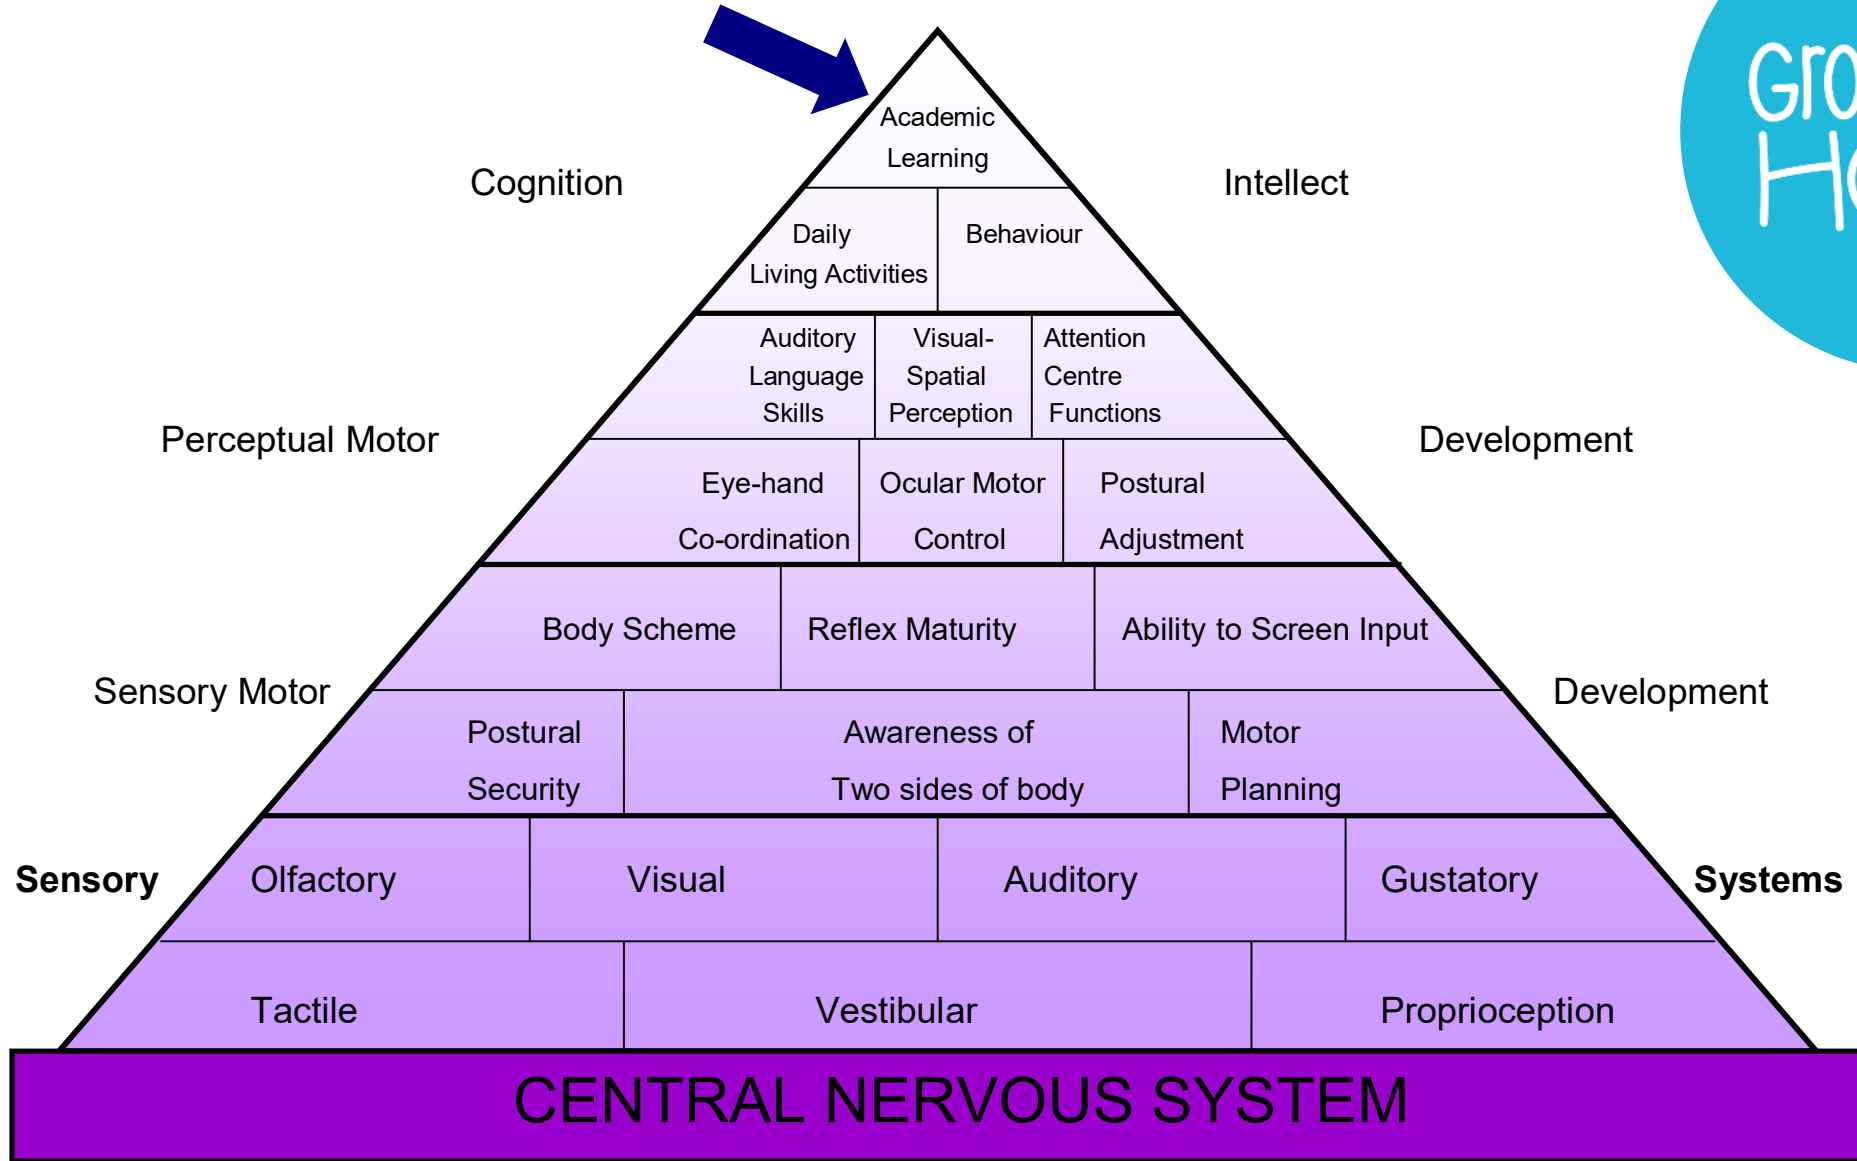 Academic
Learning
Cognition
Intellect
Daily
Living Activities
Behaviour
Auditory
Language
Skills
Visual-
Spatial
Perception
Attention
Centre
Functions
Perceptual Motor
Development
Eye-hand
Co-ordination
Ocular Motor
Control
Postural
Adjustment
Body Scheme
Reflex Maturity
Ability to Screen Input
Sensory Motor
Development
Postural
Security
Awareness of
Two sides of body
Motor
Planning
Sensory
Olfactory
Visual
Auditory
Gustatory
Systems
Tactile
Vestibular
Proprioception
CENTRAL NERVOUS SYSTEM